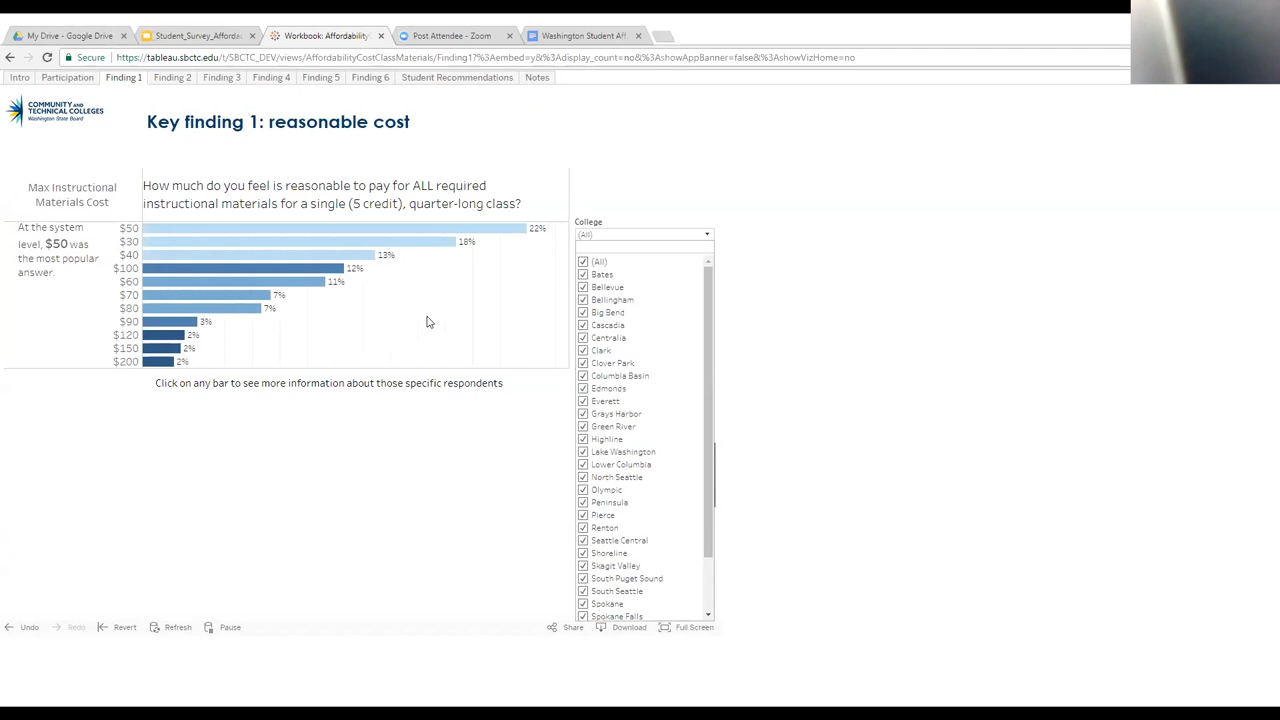 My Drive - Google Drive
Student_Survey_Afforda
Workbook: Affordability
Post Attendee - Zoom
Washington Student Af
Secure
https://tableau.sbctc.edu/t/SBCTC_DEV/views/AffordabilityCostClassMaterials/Finding1?%3Aembed=y&%3Adisplay_count=no&%3AshowAppBanner=false&%3AshowVizHome=no
Intro
Participation
Finding 1
Finding 2
Finding 3
Finding 4
Finding 5
Finding 6
Student Recommendations
Notes
COMMUNITY AND
TECHNICAL COLLEGES
Washington State Board
Key finding 1: reasonable cost
Max Instructional
Materials Cost
How much do you feel is reasonable to pay for ALL required
instructional materials for a single (5 credit), quarter-long class?
At the system
level, $50 was
the most popular
answer.
$50 22%
$30 18%
$40 13%
$100 12%
$60 11%
$70 7%
$80 7%
$90 3%
$120 2%
$150 2%
$200 2%
Click on any bar to see more information about those specific respondents
College
(All)
(All)
Bates
Bellevue
Bellingham
Big Bend
Cascadia
Centralia
Clark
Clover Park
Columbia Basin
Edmonds
Everett
Grays Harbor
Green River
Highline
Lake Washington
Lower Columbia
North Seattle
Olympic
Peninsula
Pierce
Renton
Seattle Central
Shoreline
Skagit Valley
South Puget Sound
South Seattle
Spokane
Spokane Falls
Undo
Redo
Revert
Refresh
Pause
Share
Download
Full Screen